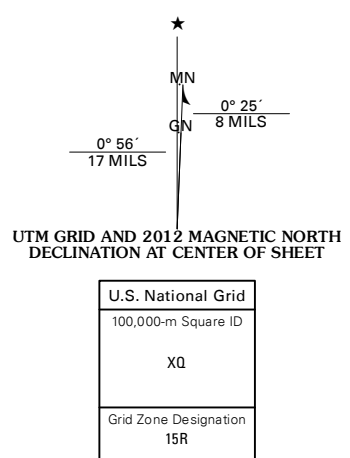 ★
MN
0° 25´
8 MILS
GN
0° 56´
17 MILS
UTM GRID AND 2012 MAGNETIC NORTH
DECLINATION AT CENTER OF SHEET
U.S. National Grid
100,000-m Square ID
XQ
Grid Zone Designation
15R